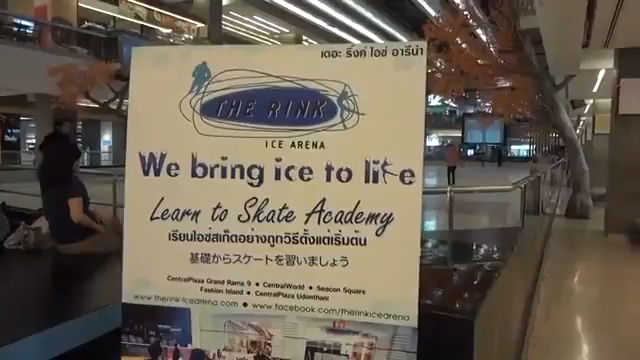 เดอะ ริ้งค์ ไอซ์ อารีน่า
THE RINK
ICE ARENA
We bring ice to life
Learn to Skate Academy
เรียนไอซ์สเก็ตอย่างถูกวิธีตั้งแต่เริ่มต้น
基礎からスケートを習いましょう
CentralPlaza Grand Rama 9 • CentralWorld • Seacon Square
Fashion Island • CentralPlaza Udonthani
www.therinkicearena.com • www.facebook.com/therinkicearena